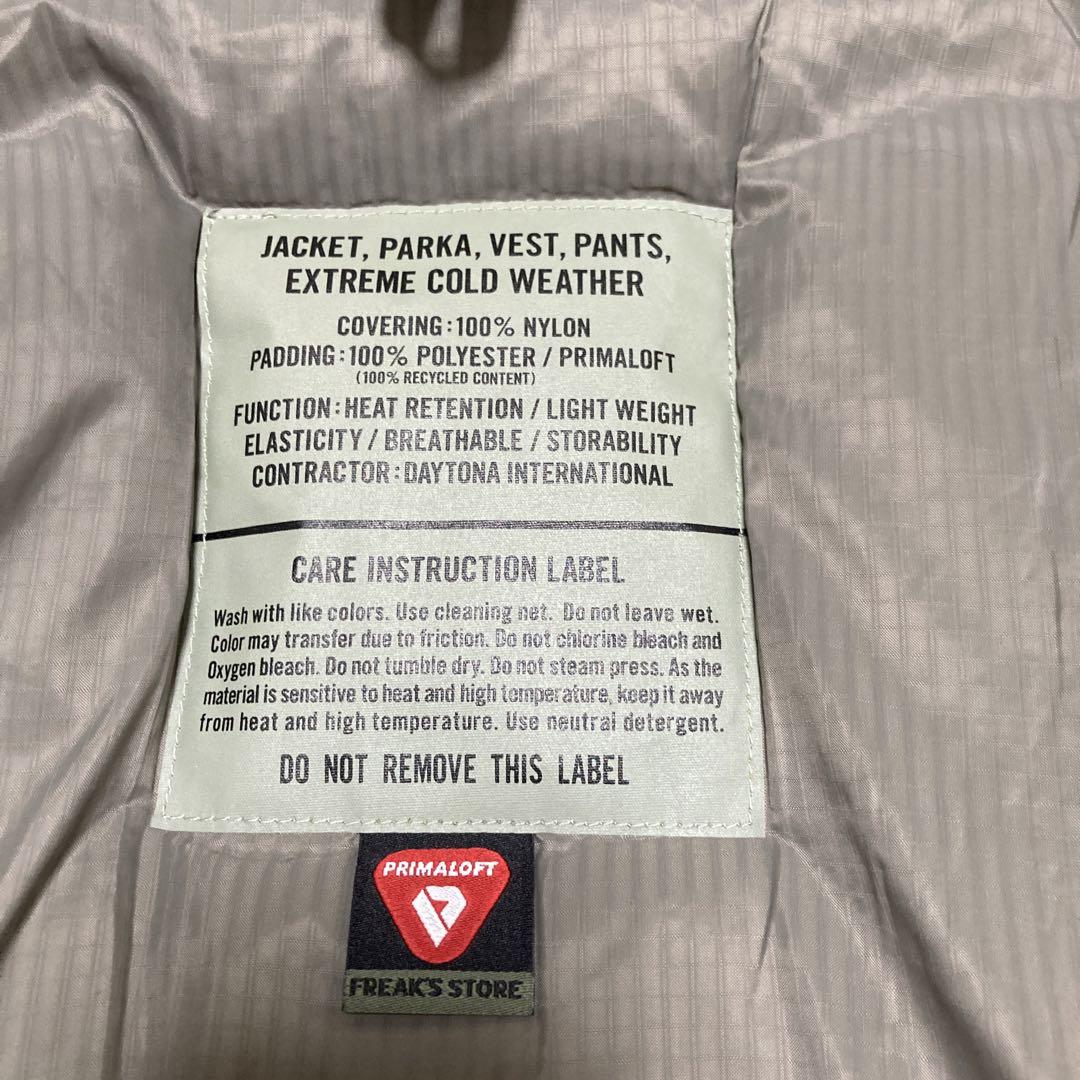 JACKET, PARKA, VEST, PANTS,
EXTREME COLD WEATHER
COVERING:100% NYLON
PADDING:100% POLYESTER / PRIMALOFT
(100% RECYCLED CONTENT)
FUNCTION:HEAT RETENTION / LIGHT WEIGHT
ELASTICITY / BREATHABLE / STORABILITY
CONTRACTOR:DAYTONA INTERNATIONAL
CARE INSTRUCTION LABEL
Wash with like colors. Use cleaning net. Do not leave wet.
Color may transfer due to friction. Do not chlorine bleach and
Oxygen bleach. Do not tumble dry. Do not steam press. As the
material is sensitive to heat and high temperature, keep it away
from heat and high temperature. Use neutral detergent.
DO NOT REMOVE THIS LABEL
PRIMALOFT
FREAK'S STORE